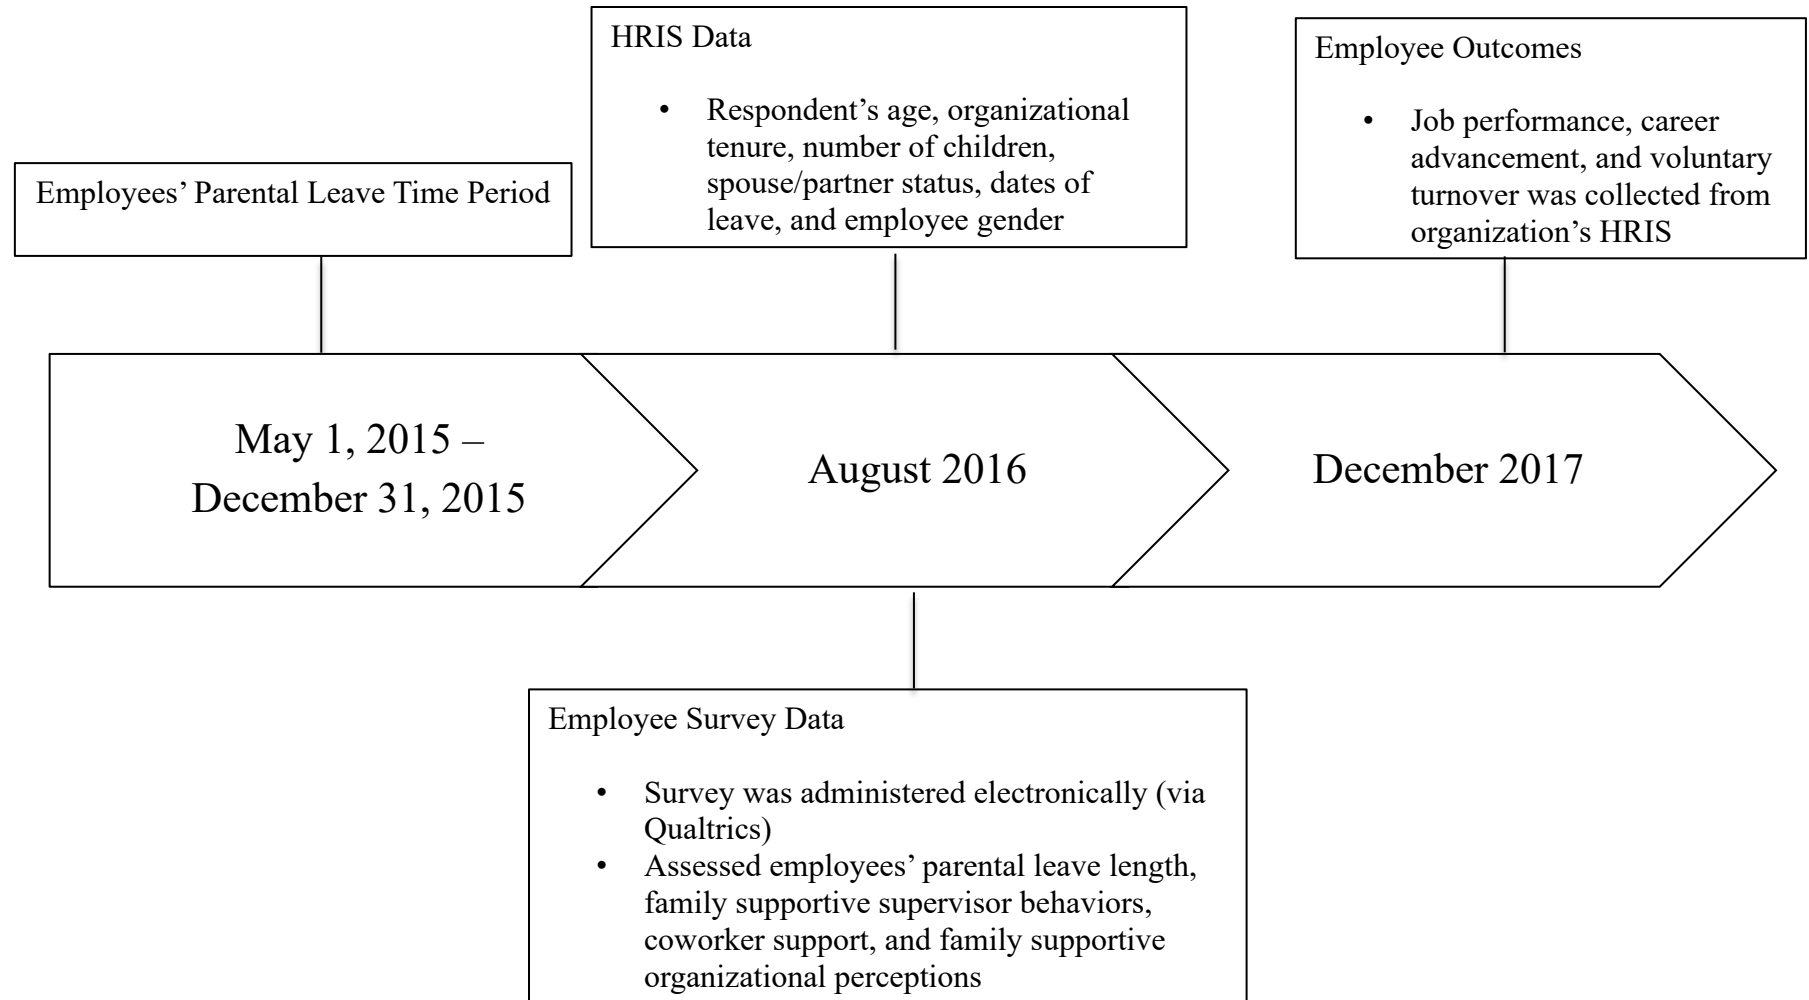 HRIS Data
• Respondent’s age, organizational
tenure, number of children,
spouse/partner status, dates of
leave, and employee gender
Employee Outcomes
• Job performance, career
advancement, and voluntary
turnover was collected from
organization’s HRIS
Employees’ Parental Leave Time Period
May 1, 2015 –
December 31, 2015
August 2016
December 2017
Employee Survey Data
• Survey was administered electronically (via
Qualtrics)
• Assessed employees’ parental leave length,
family supportive supervisor behaviors,
coworker support, and family supportive
organizational perceptions